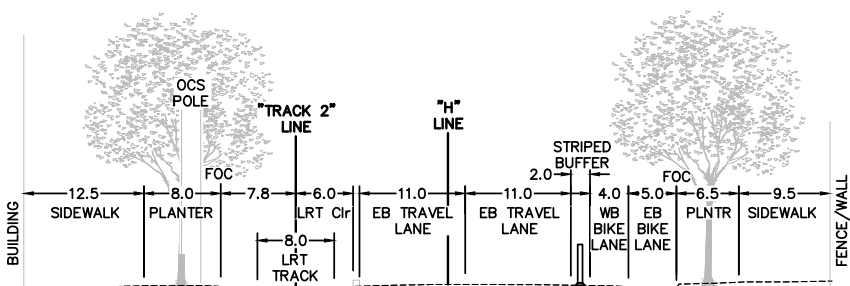 OCS
POLE
"TRACK 2"
LINE
"H"
LINE
STRIPED
BUFFER
2.0
FOC
FOC
12.5
8.0
7.8
6.0
11.0
11.0
4.0
5.0
6.5
9.5
SIDEWALK
PLANTER
LRT Clr
EB TRAVEL
LANE
EB TRAVEL
LANE
WB
BIKE
LANE
EB
BIKE
LANE
PLNTR
SIDEWALK
8.0
LRT
TRACK
BUILDING
FENCE/WALL